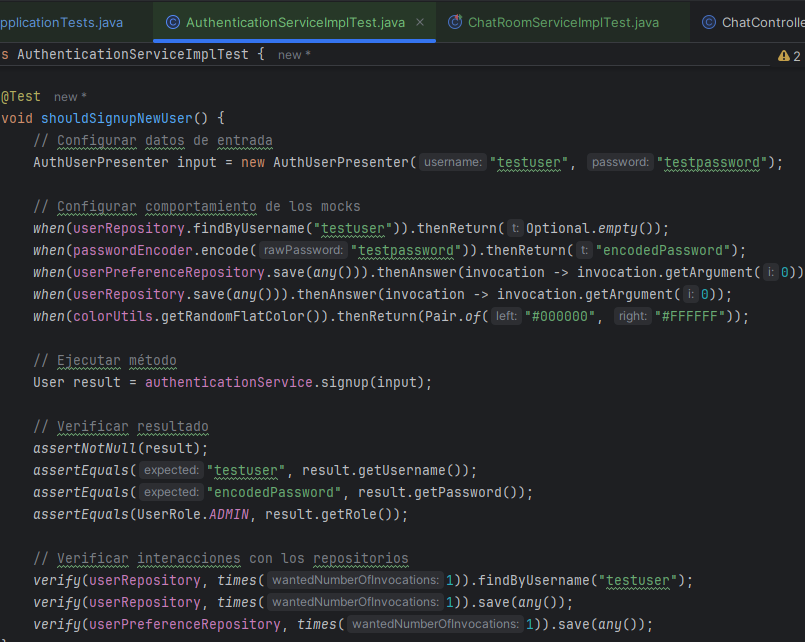 pplicationTests.java AuthenticationServiceImplTest.java × ChatRoomServiceImplTest.java ChatControlle
s AuthenticationServiceImplTest { new * 2
@Test new *
void shouldSignupNewUser() {
// Configurar datos de entrada
AuthUserPresenter input = new AuthUserPresenter( username: "testuser", password: "testpassword");
// Configurar comportamiento de los mocks
when(userRepository.findByUsername("testuser")).thenReturn( t: Optional.empty());
when(passwordEncoder.encode( rawPassword: "testpassword")).thenReturn( t: "encodedPassword");
when(userPreferenceRepository.save(any())).thenAnswer(invocation -> invocation.getArgument( i: 0))
when(userRepository.save(any())).thenAnswer(invocation -> invocation.getArgument( i: 0));
when(colorUtils.getRandomFlatColor()).thenReturn(Pair.of( left: "#000000", right: "#FFFFFF"));
// Ejecutar método
User result = authenticationService.signup(input);
// Verificar resultado
assertNotNull(result);
assertEquals( expected: "testuser", result.getUsername());
assertEquals( expected: "encodedPassword", result.getPassword());
assertEquals(UserRole.ADMIN, result.getRole());
// Verificar interacciones con los repositorios
verify(userRepository, times( wantedNumberOfInvocations: 1)).findByUsername("testuser");
verify(userRepository, times( wantedNumberOfInvocations: 1)).save(any());
verify(userPreferenceRepository, times( wantedNumberOfInvocations: 1)).save(any());